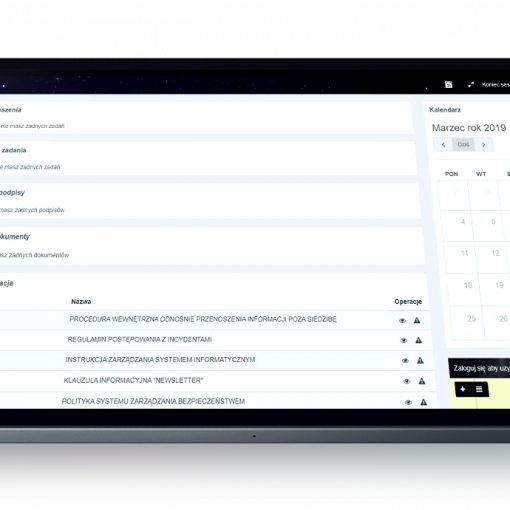 Koniec ses
oszenia
nie masz żadnych zadań
zadania
e masz żadnych zadań
podpisy
masz żadnych podpisów
okumenty
asz żadnych dokumentów
acja
Nazwa Operacje
PROCEDURA WEWNĘTRZNA ODNOŚNIE PRZENOSZENIA INFORMACJI POZA SIEDZIBĘ
REGULAMIN POSTĘPOWANIA Z INCYDENTAMI
INSTRUKCJA ZARZĄDZANIA SYSTEMEM INFORMATYCZNYM
KLAUZULA INFORMACYJNA "NEWSLETTER"
POLITYKA SYSTEMU ZARZĄDZANIA BEZPIECZEŃSTWEM
Kalendarz
Marzec rok 2019
Dziś
PON WT S
4 5
11 12
18 19
25 26
Zaloguj się aby uży